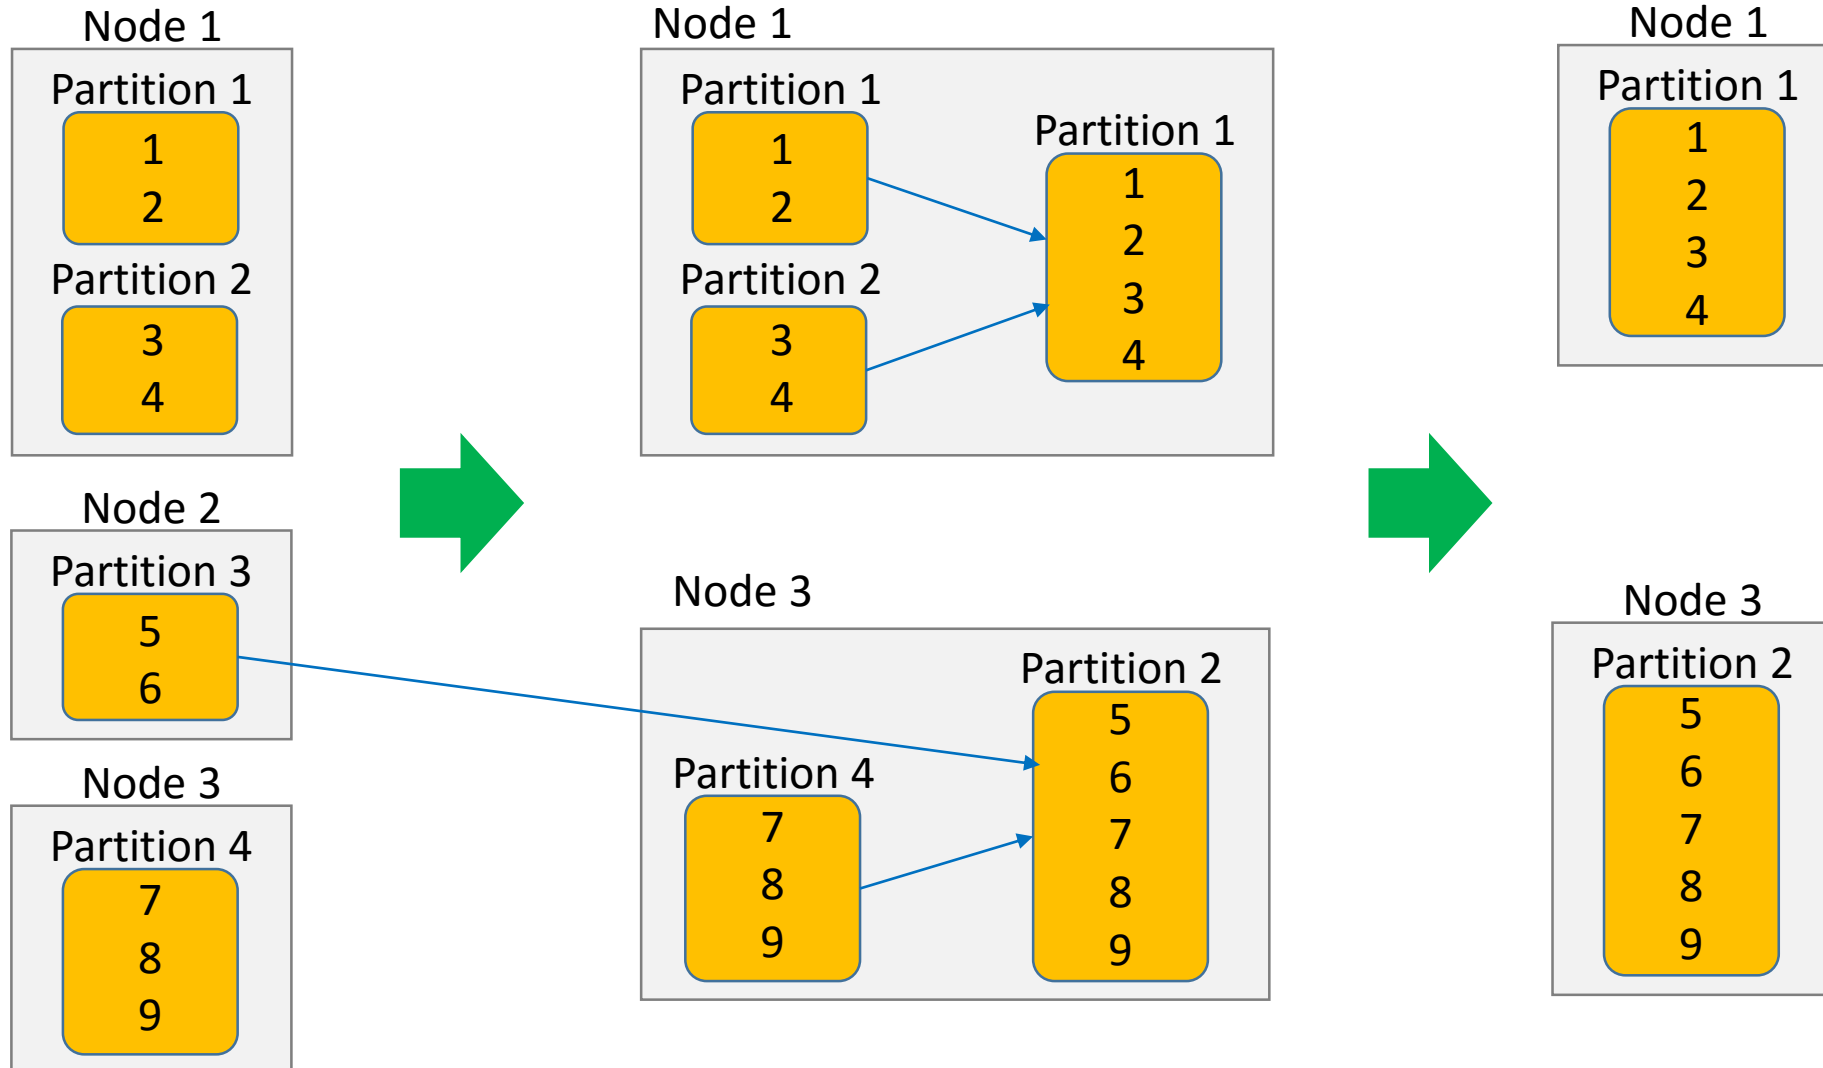 Node 1
Partition 1
1
2
Partition 2
3
4
Node 2
Partition 3
5
6
Node 3
Partition 4
7
8
9
Node 1
Partition 1
1
2
Partition 2
3
4
Partition 1
1
2
3
4
Node 3
Partition 4
7
8
9
Partition 2
5
6
7
8
9
Node 1
Partition 1
1
2
3
4
Node 3
Partition 2
5
6
7
8
9